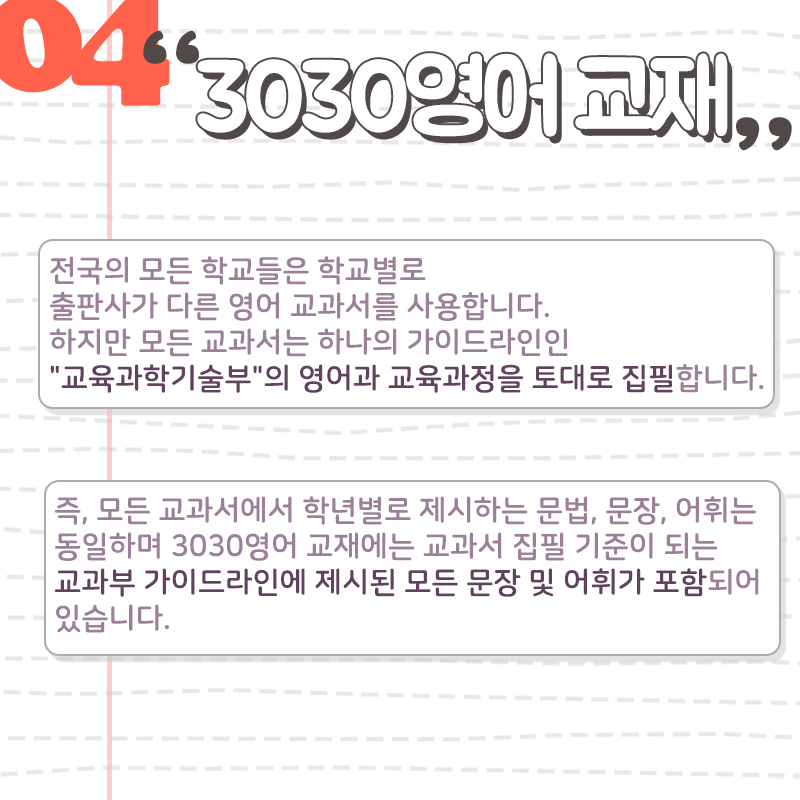 04
“3030영어 교재”
전국의 모든 학교들은 학교별로
출판사가 다른 영어 교과서를 사용합니다.
하지만 모든 교과서는 하나의 가이드라인인
"교육과학기술부"의 영어과 교육과정을 토대로 집필합니다.
즉, 모든 교과서에서 학년별로 제시하는 문법, 문장, 어휘는
동일하며 3030영어 교재에는 교과서 집필 기준이 되는
교과부 가이드라인에 제시된 모든 문장 및 어휘가 포함되어
있습니다.